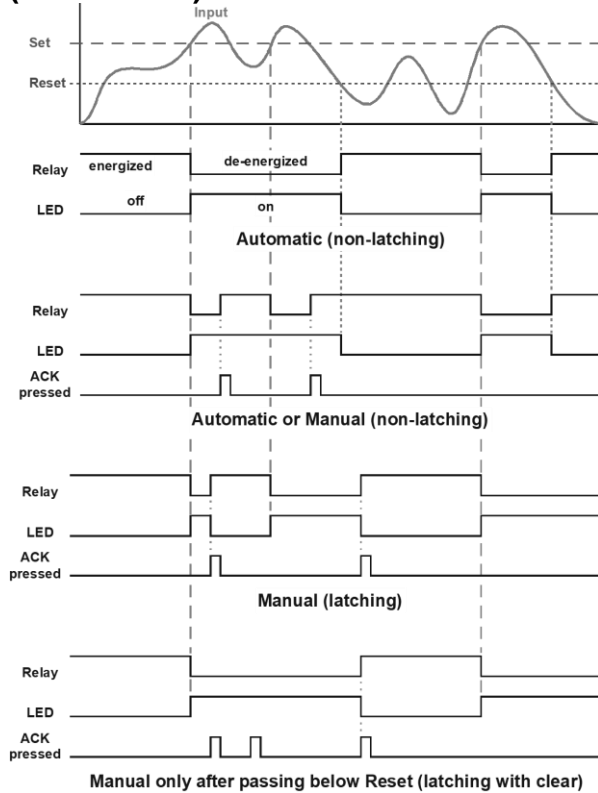 Input
Set
Reset
Relay energized de-energized
LED off on
Automatic (non-latching)
Relay
LED
ACK
pressed
Automatic or Manual (non-latching)
Relay
LED
ACK
pressed
Manual (latching)
Relay
LED
ACK
pressed
Manual only after passing below Reset (latching with clear)